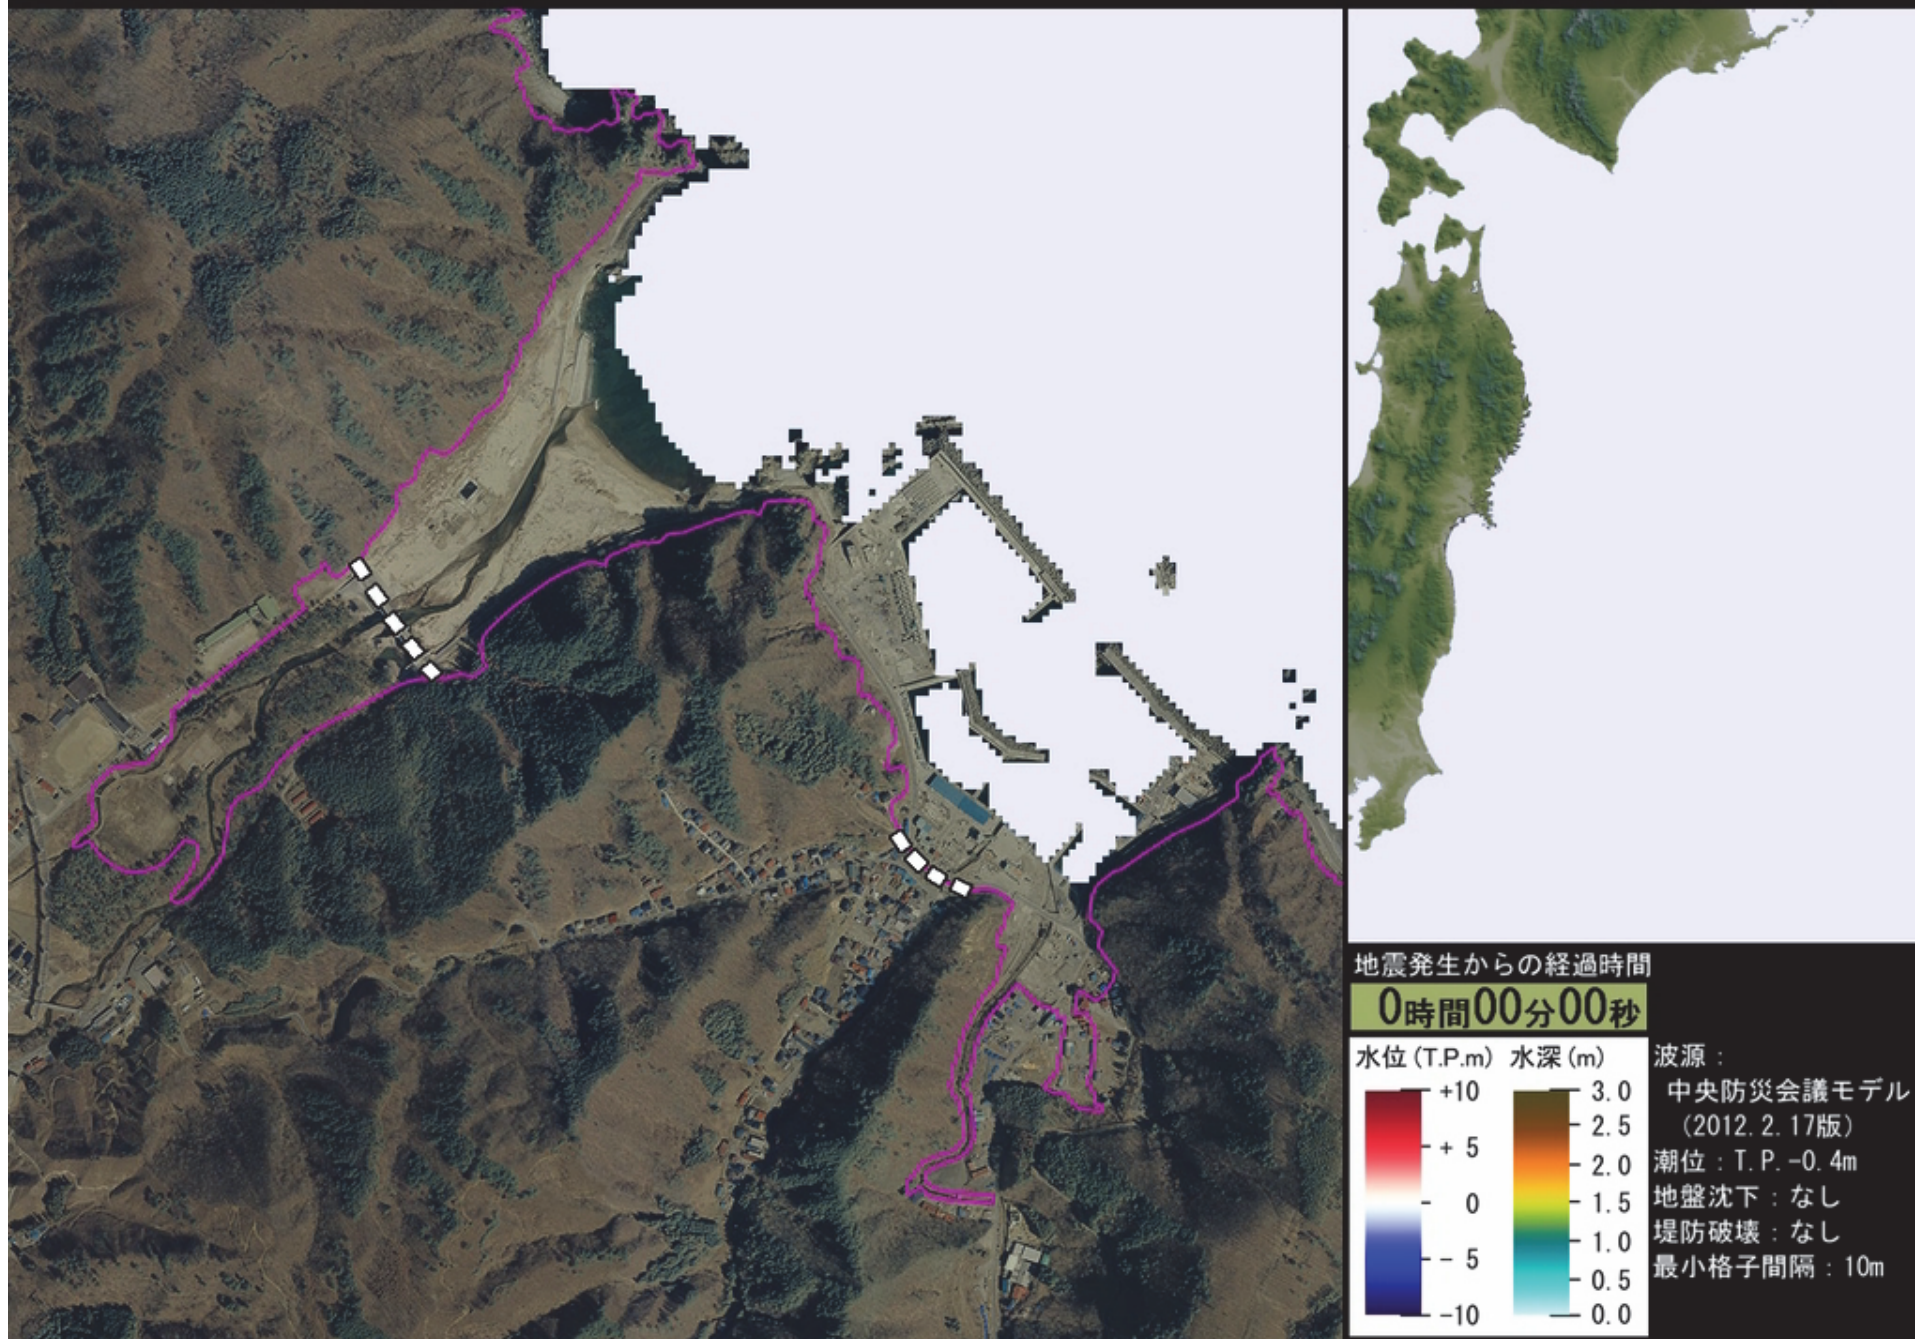 地震発生からの経過時間
0時間00分00秒
水位(T.P.m) 水深(m)
+10
+ 5
0
- 5
-10
3.0
2.5
2.0
1.5
1.0
0.5
0.0
波源:
中央防災会議モデル
(2012.2.17版)
潮位:T.P.-0.4m
地盤沈下:なし
堤防破壊:なし
最小格子間隔:10m